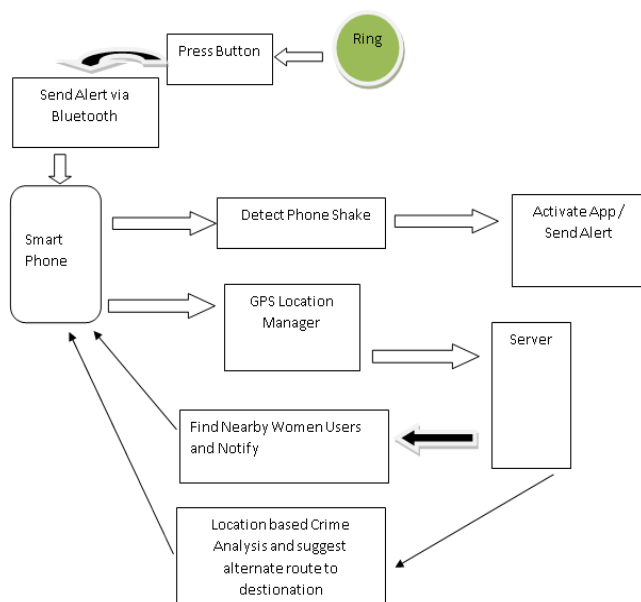 Ring
Press Button
Send Alert via
Bluetooth
Smart
Phone
Detect Phone Shake
Activate App /
Send Alert
GPS Location
Manager
Server
Find Nearby Women Users
and Notify
Location based Crime
Analysis and suggest
alternate route to
destionation